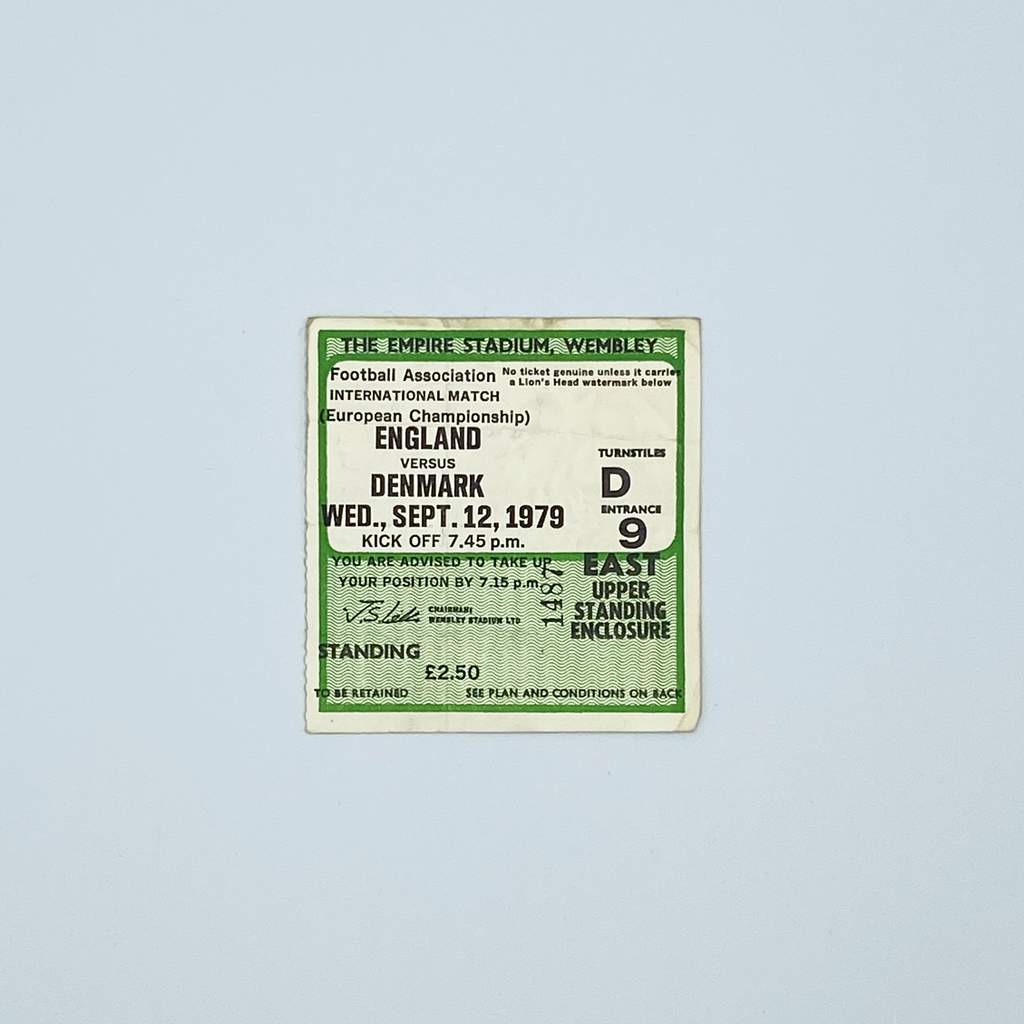 THE EMPIRE STADIUM, WEMBLEY
Football Association
No ticket genuine unless it carries
a Lion's Head watermark below
INTERNATIONAL MATCH
(European Championship)
ENGLAND
VERSUS
DENMARK
WED., SEPT. 12, 1979
KICK OFF 7.45 p.m.
TURNSTILES
D
ENTRANCE
9
EAST
UPPER
STANDING
ENCLOSURE
YOU ARE ADVISED TO TAKE UP
YOUR POSITION BY 7.15 p.m.
1487
CHAIRMAN
WEMBLEY STADIUM LTD
STANDING
£2.50
TO BE RETAINED
SEE PLAN AND CONDITIONS ON BACK